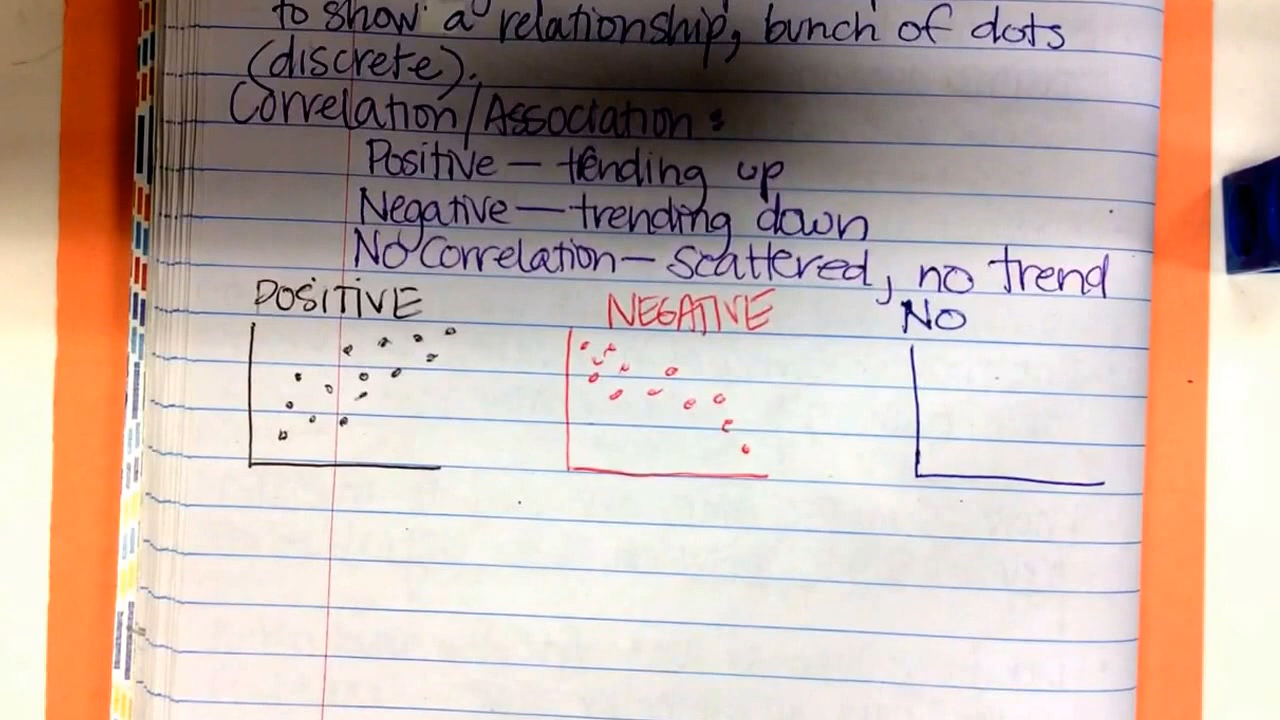 to show a relationship, bunch of dots
(discrete).
Correlation/Association:
Positive — trending up
Negative — trending down
No Correlation — scattered, no trend
POSITIVE NEGATIVE NO